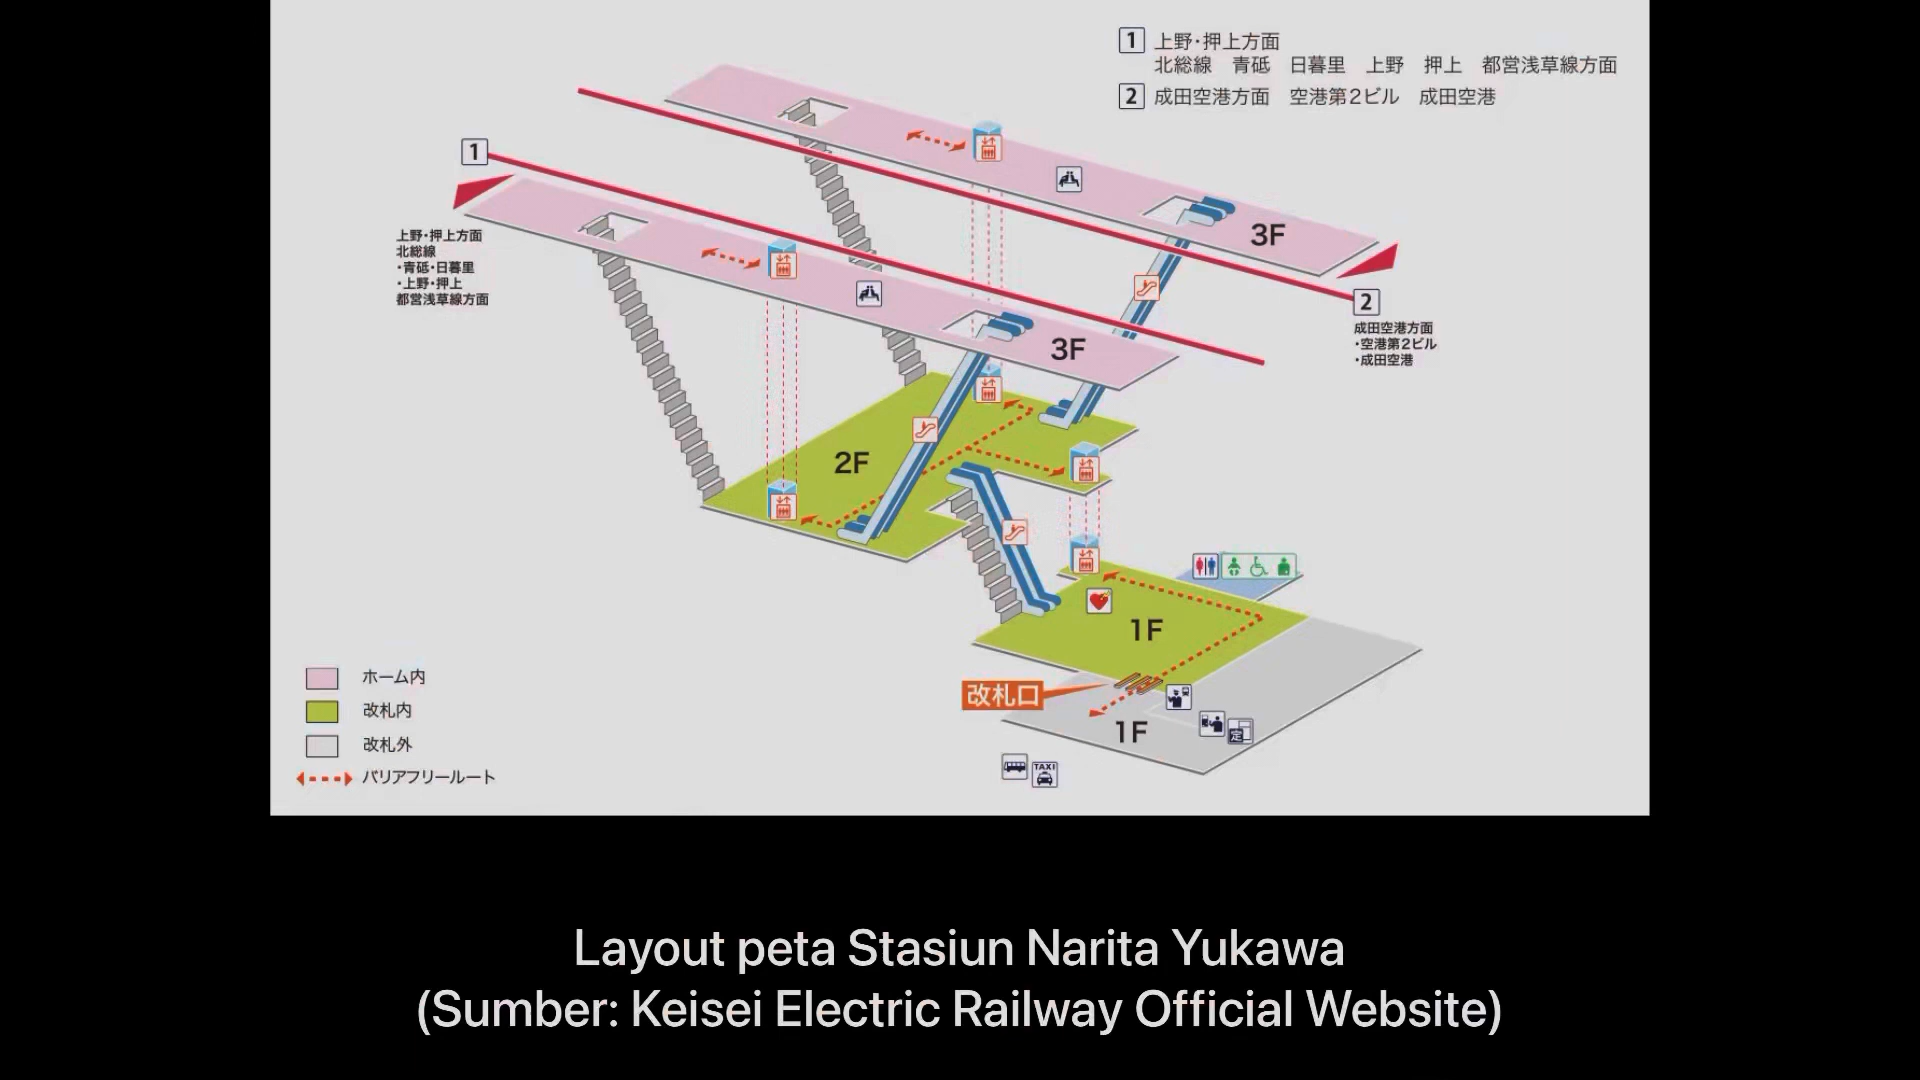 1 上野・押上方面
北総線 青砥 日暮里 上野 押上 都営浅草線方面
2 成田空港方面 空港第2ビル 成田空港
1
上野・押上方面
北総線
・青砥・日暮里
・上野・押上
都営浅草線方面
3F
2
成田空港方面
・空港第2ビル
・成田空港
3F
2F
1F
改札口
1F
定
TAXI
ホーム内
改札内
改札外
バリアフリールート
Layout peta Stasiun Narita Yukawa
(Sumber: Keisei Electric Railway Official Website)